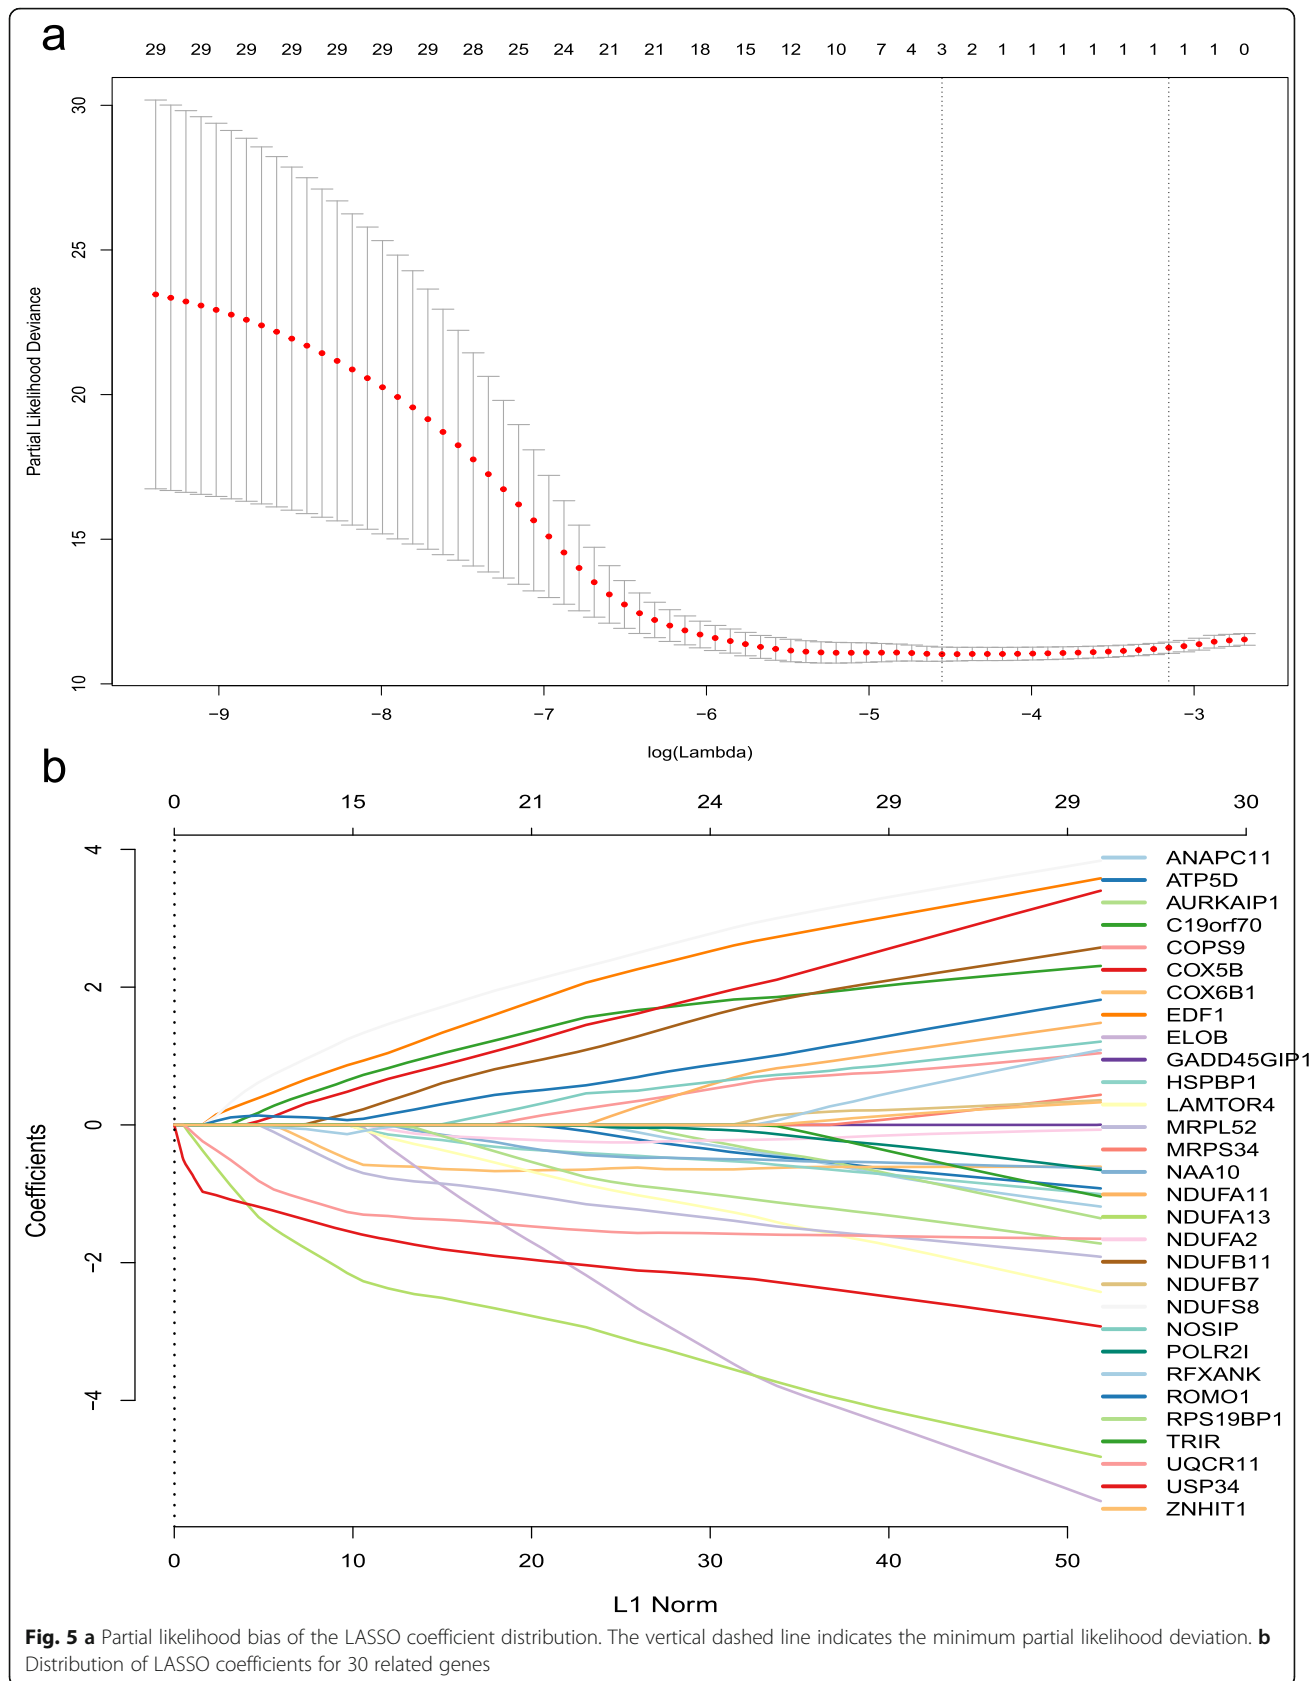 a
29 29 29 29 29 29 29 28 25 24 21 21 18 15 12 10 7 4 3 2 1 1 1 1 1 1 1 1 0
30
25
20
15
10
Partial Likelihood Deviance
−9 −8 −7 −6 −5 −4 −3
log(Lambda)
b
0 15 21 24 29 29 30
4
2
0
−2
−4
Coefficients
ANAPC11
ATP5D
AURKAIP1
C19orf70
COPS9
COX5B
COX6B1
EDF1
ELOB
GADD45GIP1
HSPBP1
LAMTOR4
MRPL52
MRPS34
NAA10
NDUFA11
NDUFA13
NDUFA2
NDUFB11
NDUFB7
NDUFS8
NOSIP
POLR2I
RFXANK
ROMO1
RPS19BP1
TRIR
UQCR11
USP34
ZNHIT1
0 10 20 30 40 50
L1 Norm
Fig. 5 a Partial likelihood bias of the LASSO coefficient distribution. The vertical dashed line indicates the minimum partial likelihood deviation. b
Distribution of LASSO coefficients for 30 related genes